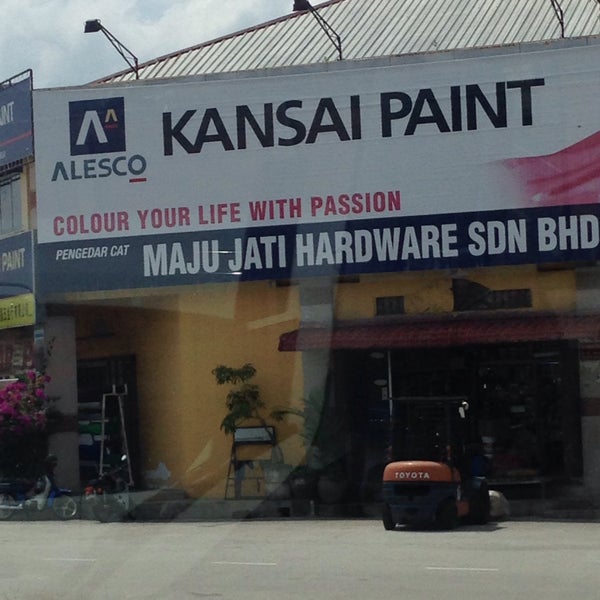 KANSAI PAINT
ALESCO
COLOUR YOUR LIFE WITH PASSION
PENGEDAR CAT
MAJU JATI HARDWARE SDN BHD
PAINT
TOYOTA